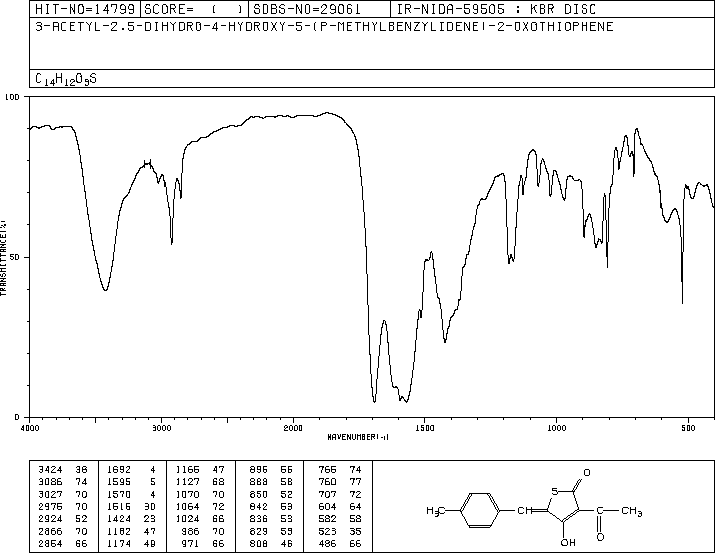 HIT-NO=14799 SCORE= ( ) SDBS-NO=29061 IR-NIDA-59505 : KBR DISC
3-ACETYL-2.5-DIHYDRO-4-HYDROXY-5-(P-METHYLBENZYLIDENE)-2-OXOTHIOPHENE
C14H12O3S
100
50
0
TRANSMITTANCE(%)
4000 3000 2000 1500 1000 500
WAVENUMBER(-1)
3424 38 1692 4 1166 47 896 55 766 74
3086 74 1595 5 1127 68 888 58 760 77
3027 70 1570 4 1070 70 850 52 707 72
2975 70 1516 30 1064 72 842 53 604 64
2924 52 1424 23 1024 66 836 53 582 58
2866 70 1182 47 986 70 829 53 523 35
2854 66 1174 49 971 66 808 46 486 66
S
O
H3C
CH
CH3
OH
O